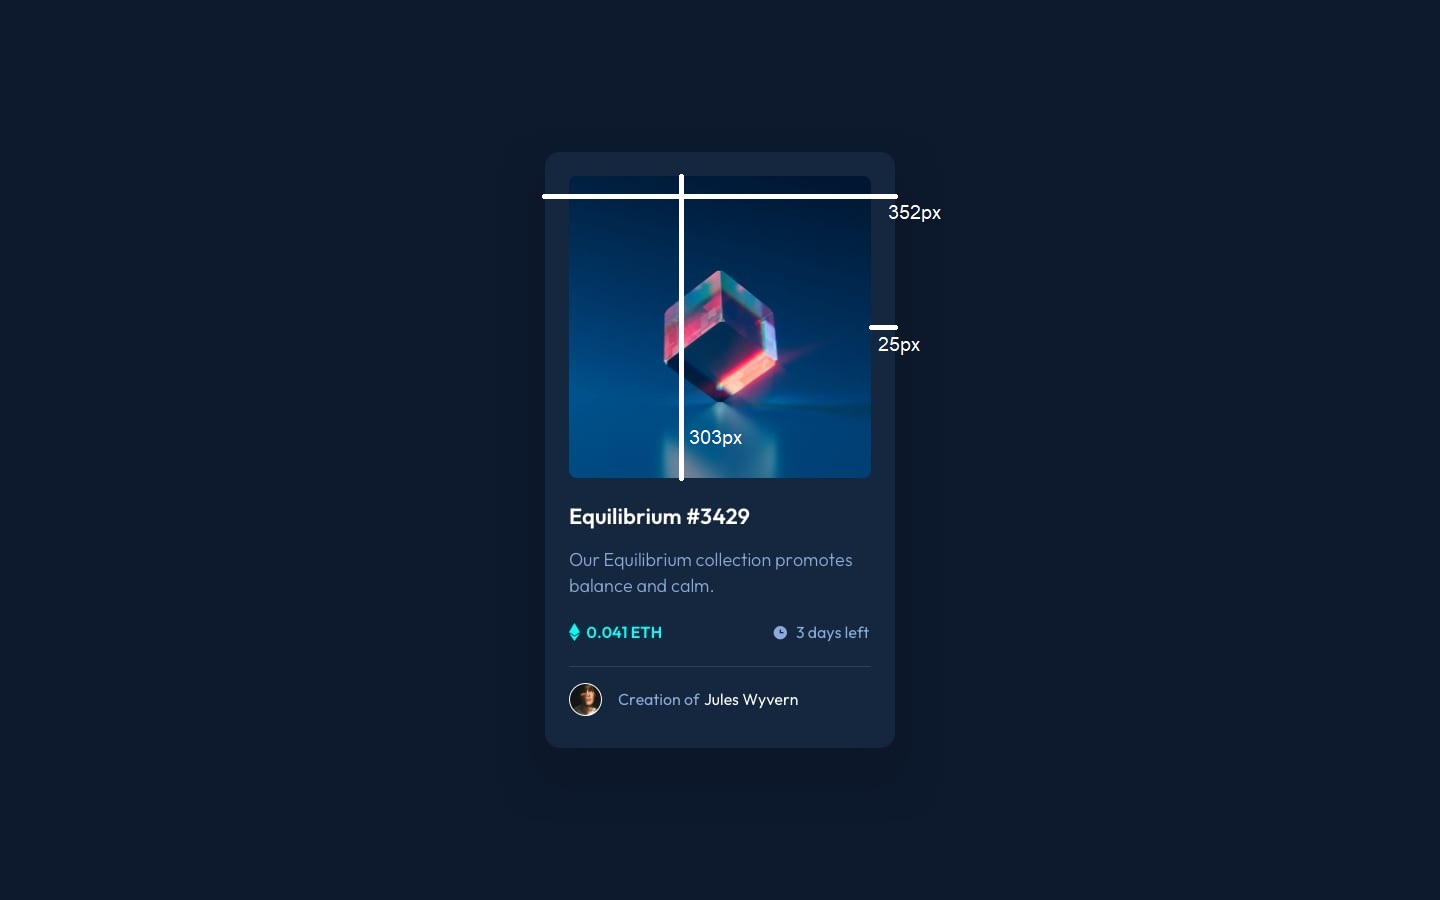 352px
25px
303px
Equilibrium #3429
Our Equilibrium collection promotes
balance and calm.
0.041 ETH
3 days left
Creation of Jules Wyvern